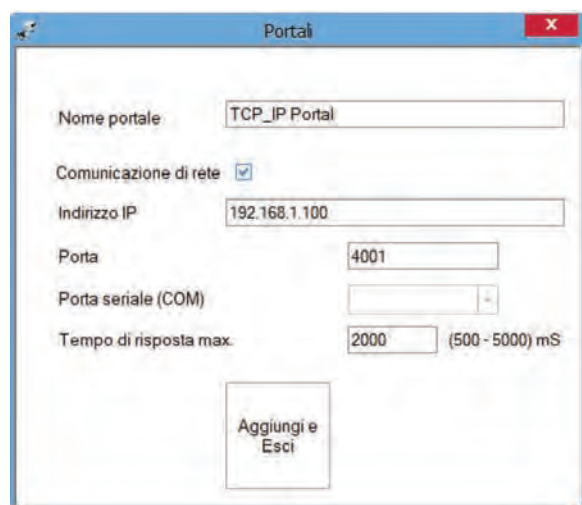 Portali
x
Nome portale TCP_IP Portal
Comunicazione di rete
Indirizzo IP 192.168.1.100
Porta 4001
Porta seriale (COM)
Tempo di risposta max. 2000 (500 - 5000) mS
Aggiungi e
Esci